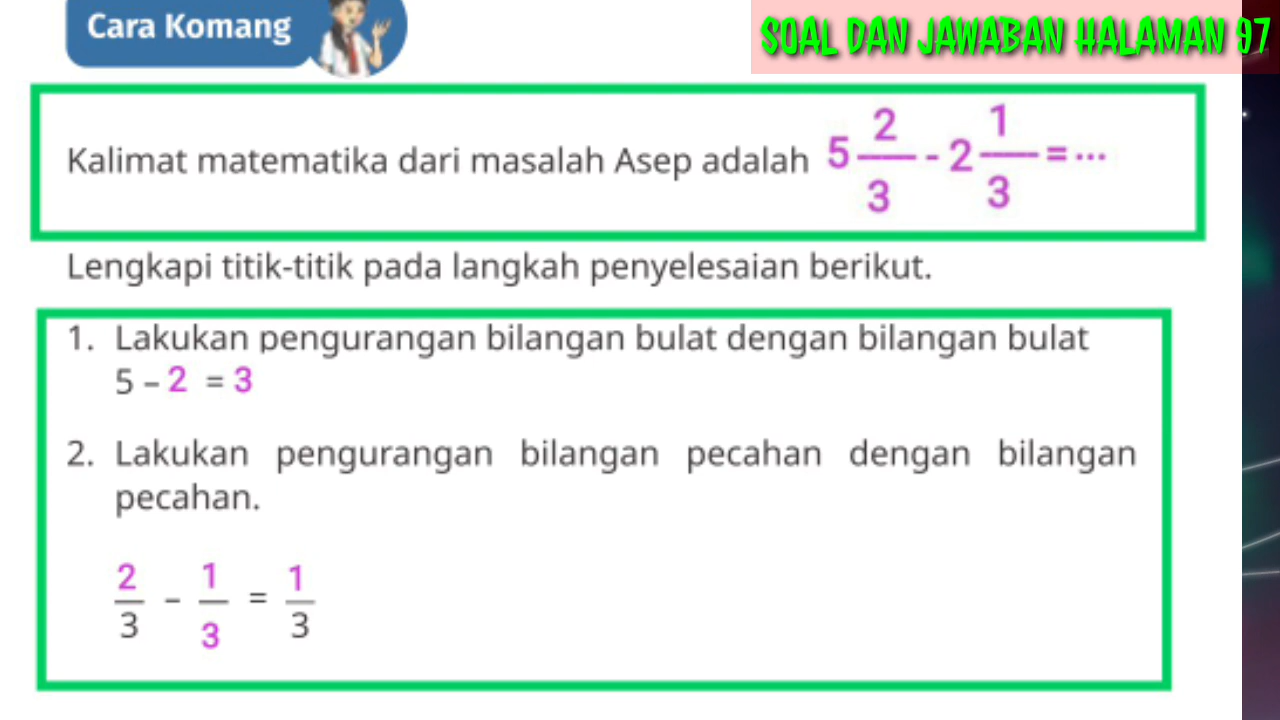 Cara Komang
SOAL DAN JAWABAN HALAMAN 97
Kalimat matematika dari masalah Asep adalah 5 2/3 - 2 1/3 = ...
Lengkapi titik-titik pada langkah penyelesaian berikut.
1. Lakukan pengurangan bilangan bulat dengan bilangan bulat
5 – 2 = 3
2. Lakukan pengurangan bilangan pecahan dengan bilangan
pecahan.
2/3 – 1/3 = 1/3